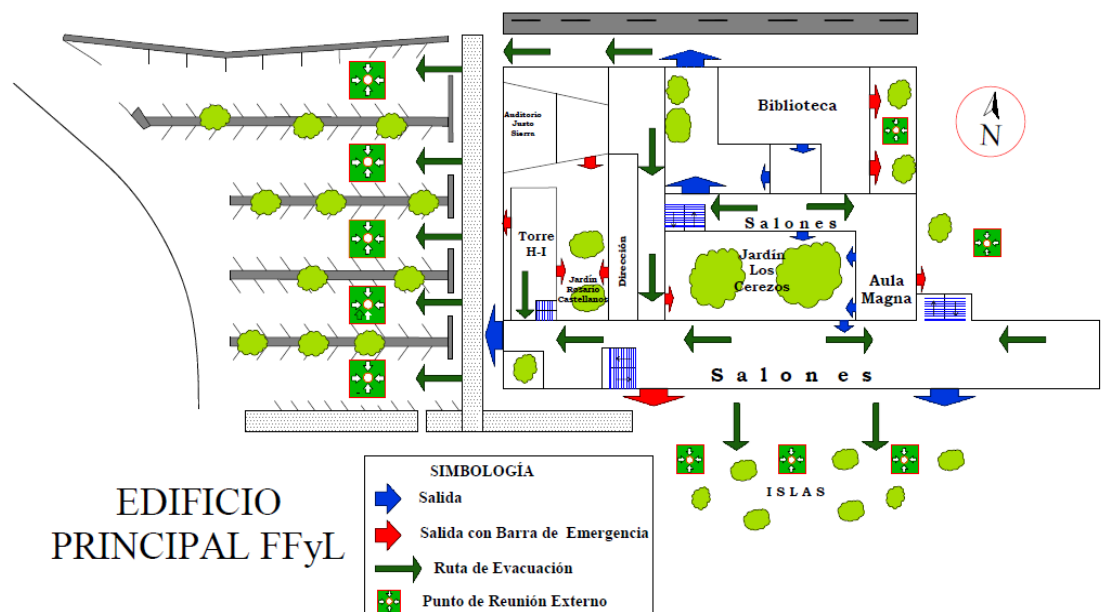 Auditorio
Justo
Sierra
Biblioteca
N
Salones
Torre
H-I
Jardín
Rosario
Castellanos
Dirección
Jardín
Los
Cerezos
Aula
Magna
Salones
ISLAS
EDIFICIO
PRINCIPAL FFyL
SIMBOLOGÍA
Salida
Salida con Barra de Emergencia
Ruta de Evacuación
Punto de Reunión Externo